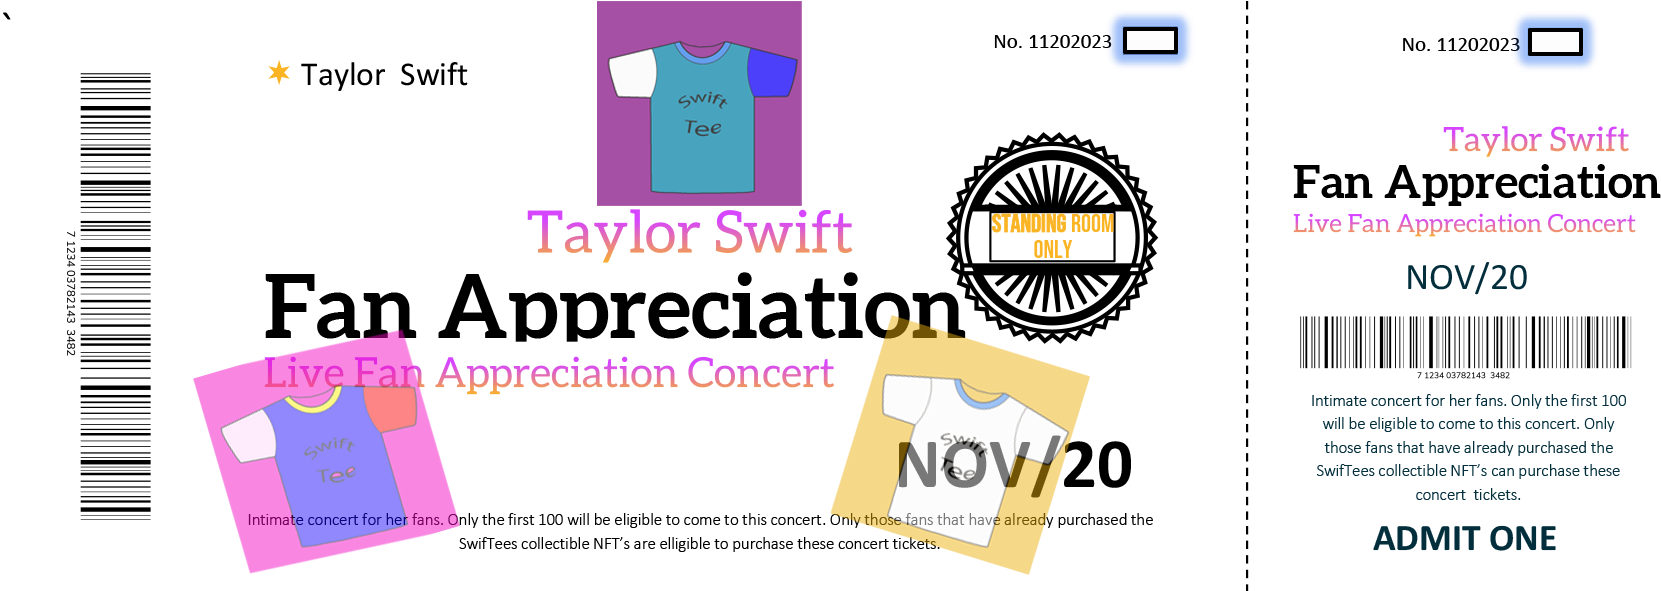 `
Taylor  Swift
Swift
Tee
No. 11202023
Taylor Swift
Fan Appreciation
Live Fan Appreciation Concert
STANDING ROOM
ONLY
Swift
Tee
Swift
Tee
NOV/20
Intimate concert for her fans. Only the first 100 will be eligible to come to this concert. Only those fans that have already purchased the
SwifTees collectible NFT’s are elligible to purchase these concert tickets.
7 1234 03782143  3482
No. 11202023
Taylor Swift
Fan Appreciation
Live Fan Appreciation Concert
NOV/20
7 1234 03782143  3482
Intimate concert for her fans. Only the first 100
will be eligible to come to this concert. Only
those fans that have already purchased the
SwifTees collectible NFT’s can purchase these
concert  tickets.
ADMIT ONE